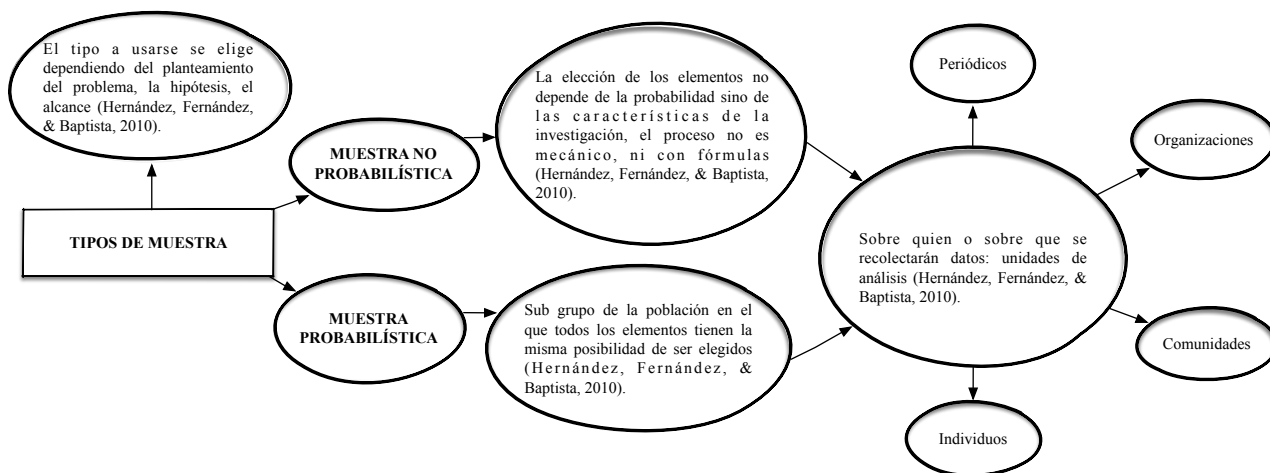 El tipo a usarse se elige
dependiendo del planteamiento
del problema, la hipótesis, el
alcance (Hernández, Fernández,
& Baptista, 2010).
TIPOS DE MUESTRA
MUESTRA NO
PROBABILÍSTICA
La elección de los elementos no
depende de la probabilidad sino de
las características de la
investigación, el proceso no es
mecánico, ni con fórmulas
(Hernández, Fernández, & Baptista,
2010).
MUESTRA
PROBABILÍSTICA
Sub grupo de la población en el
que todos los elementos tienen la
misma posibilidad de ser elegidos
(Hernández, Fernández, &
Baptista, 2010).
Sobre quien o sobre que se
recolectarán datos: unidades de
análisis (Hernández, Fernández, &
Baptista, 2010).
Periódicos
Organizaciones
Comunidades
Individuos